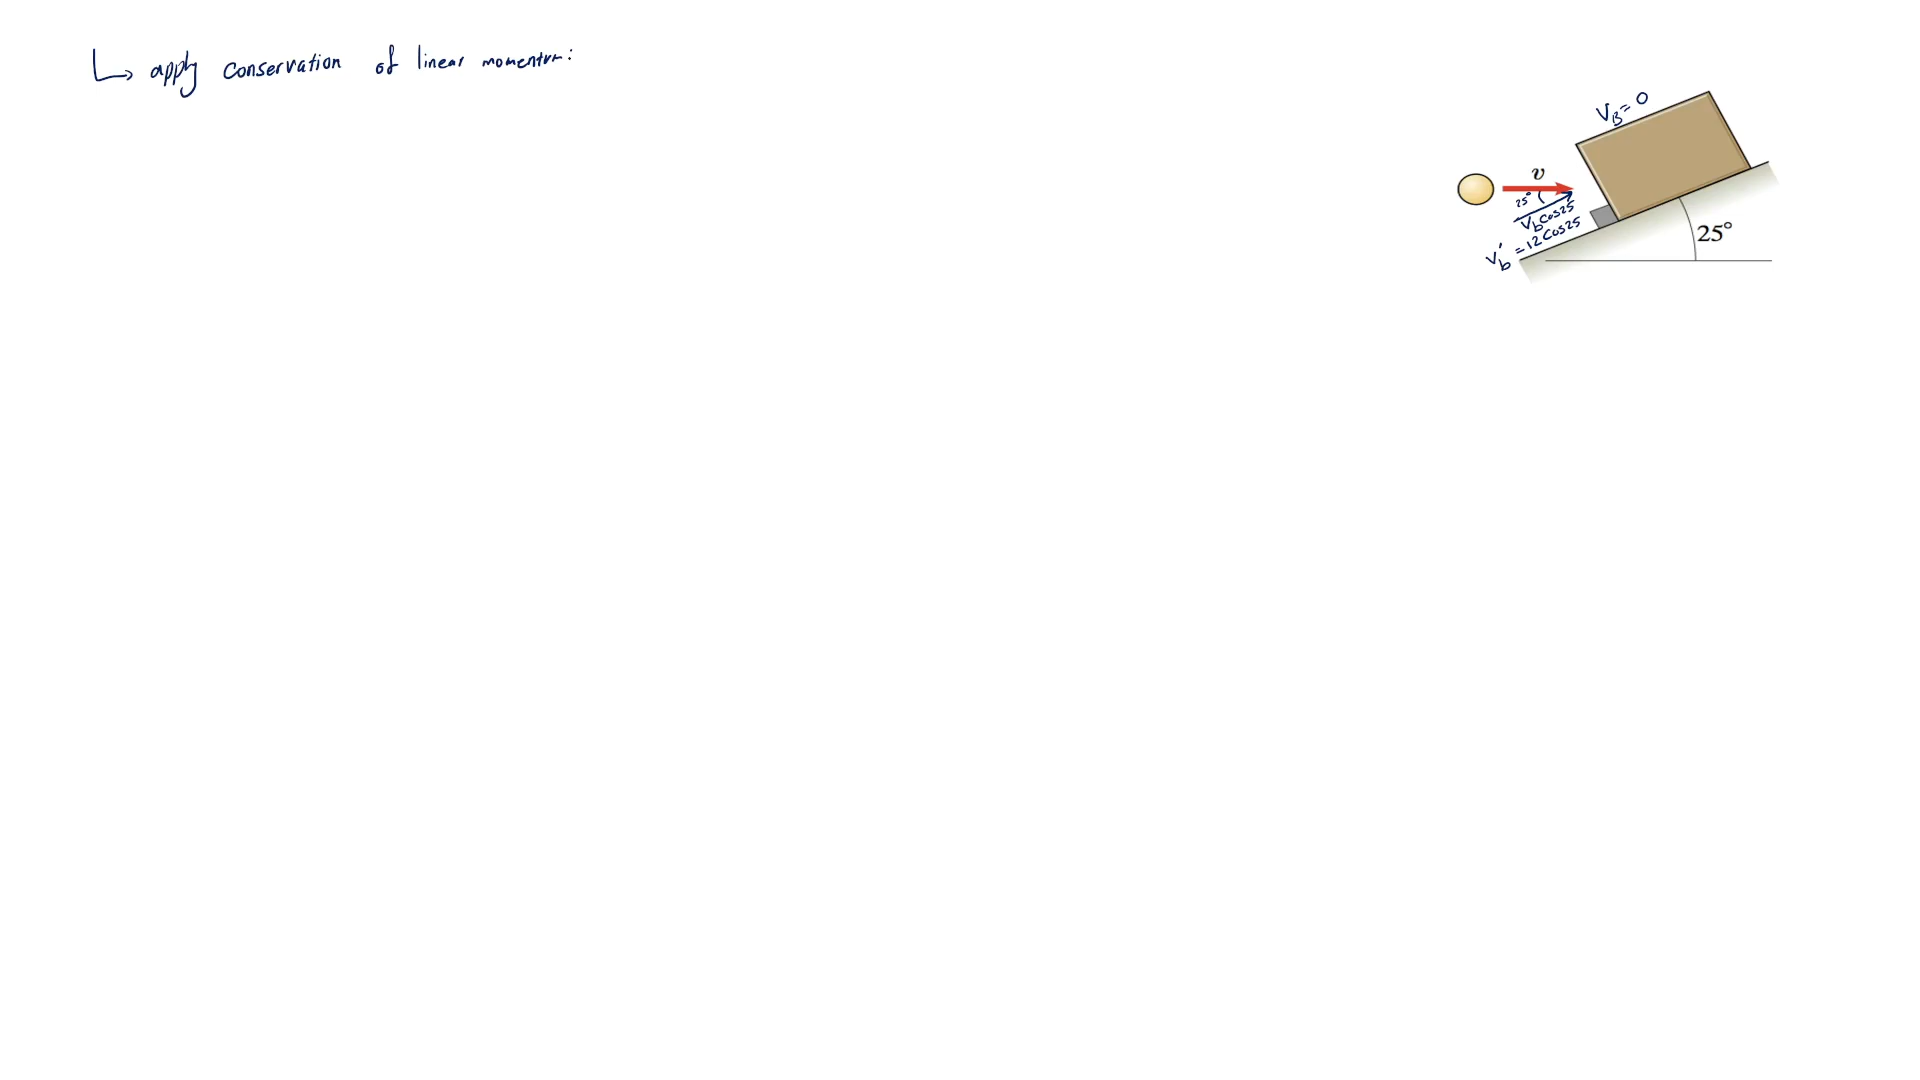 ↳ apply conservation of linear momentum:
V_B = 0
v
25°
V_b cos25
V_b' = 12 cos25
25°